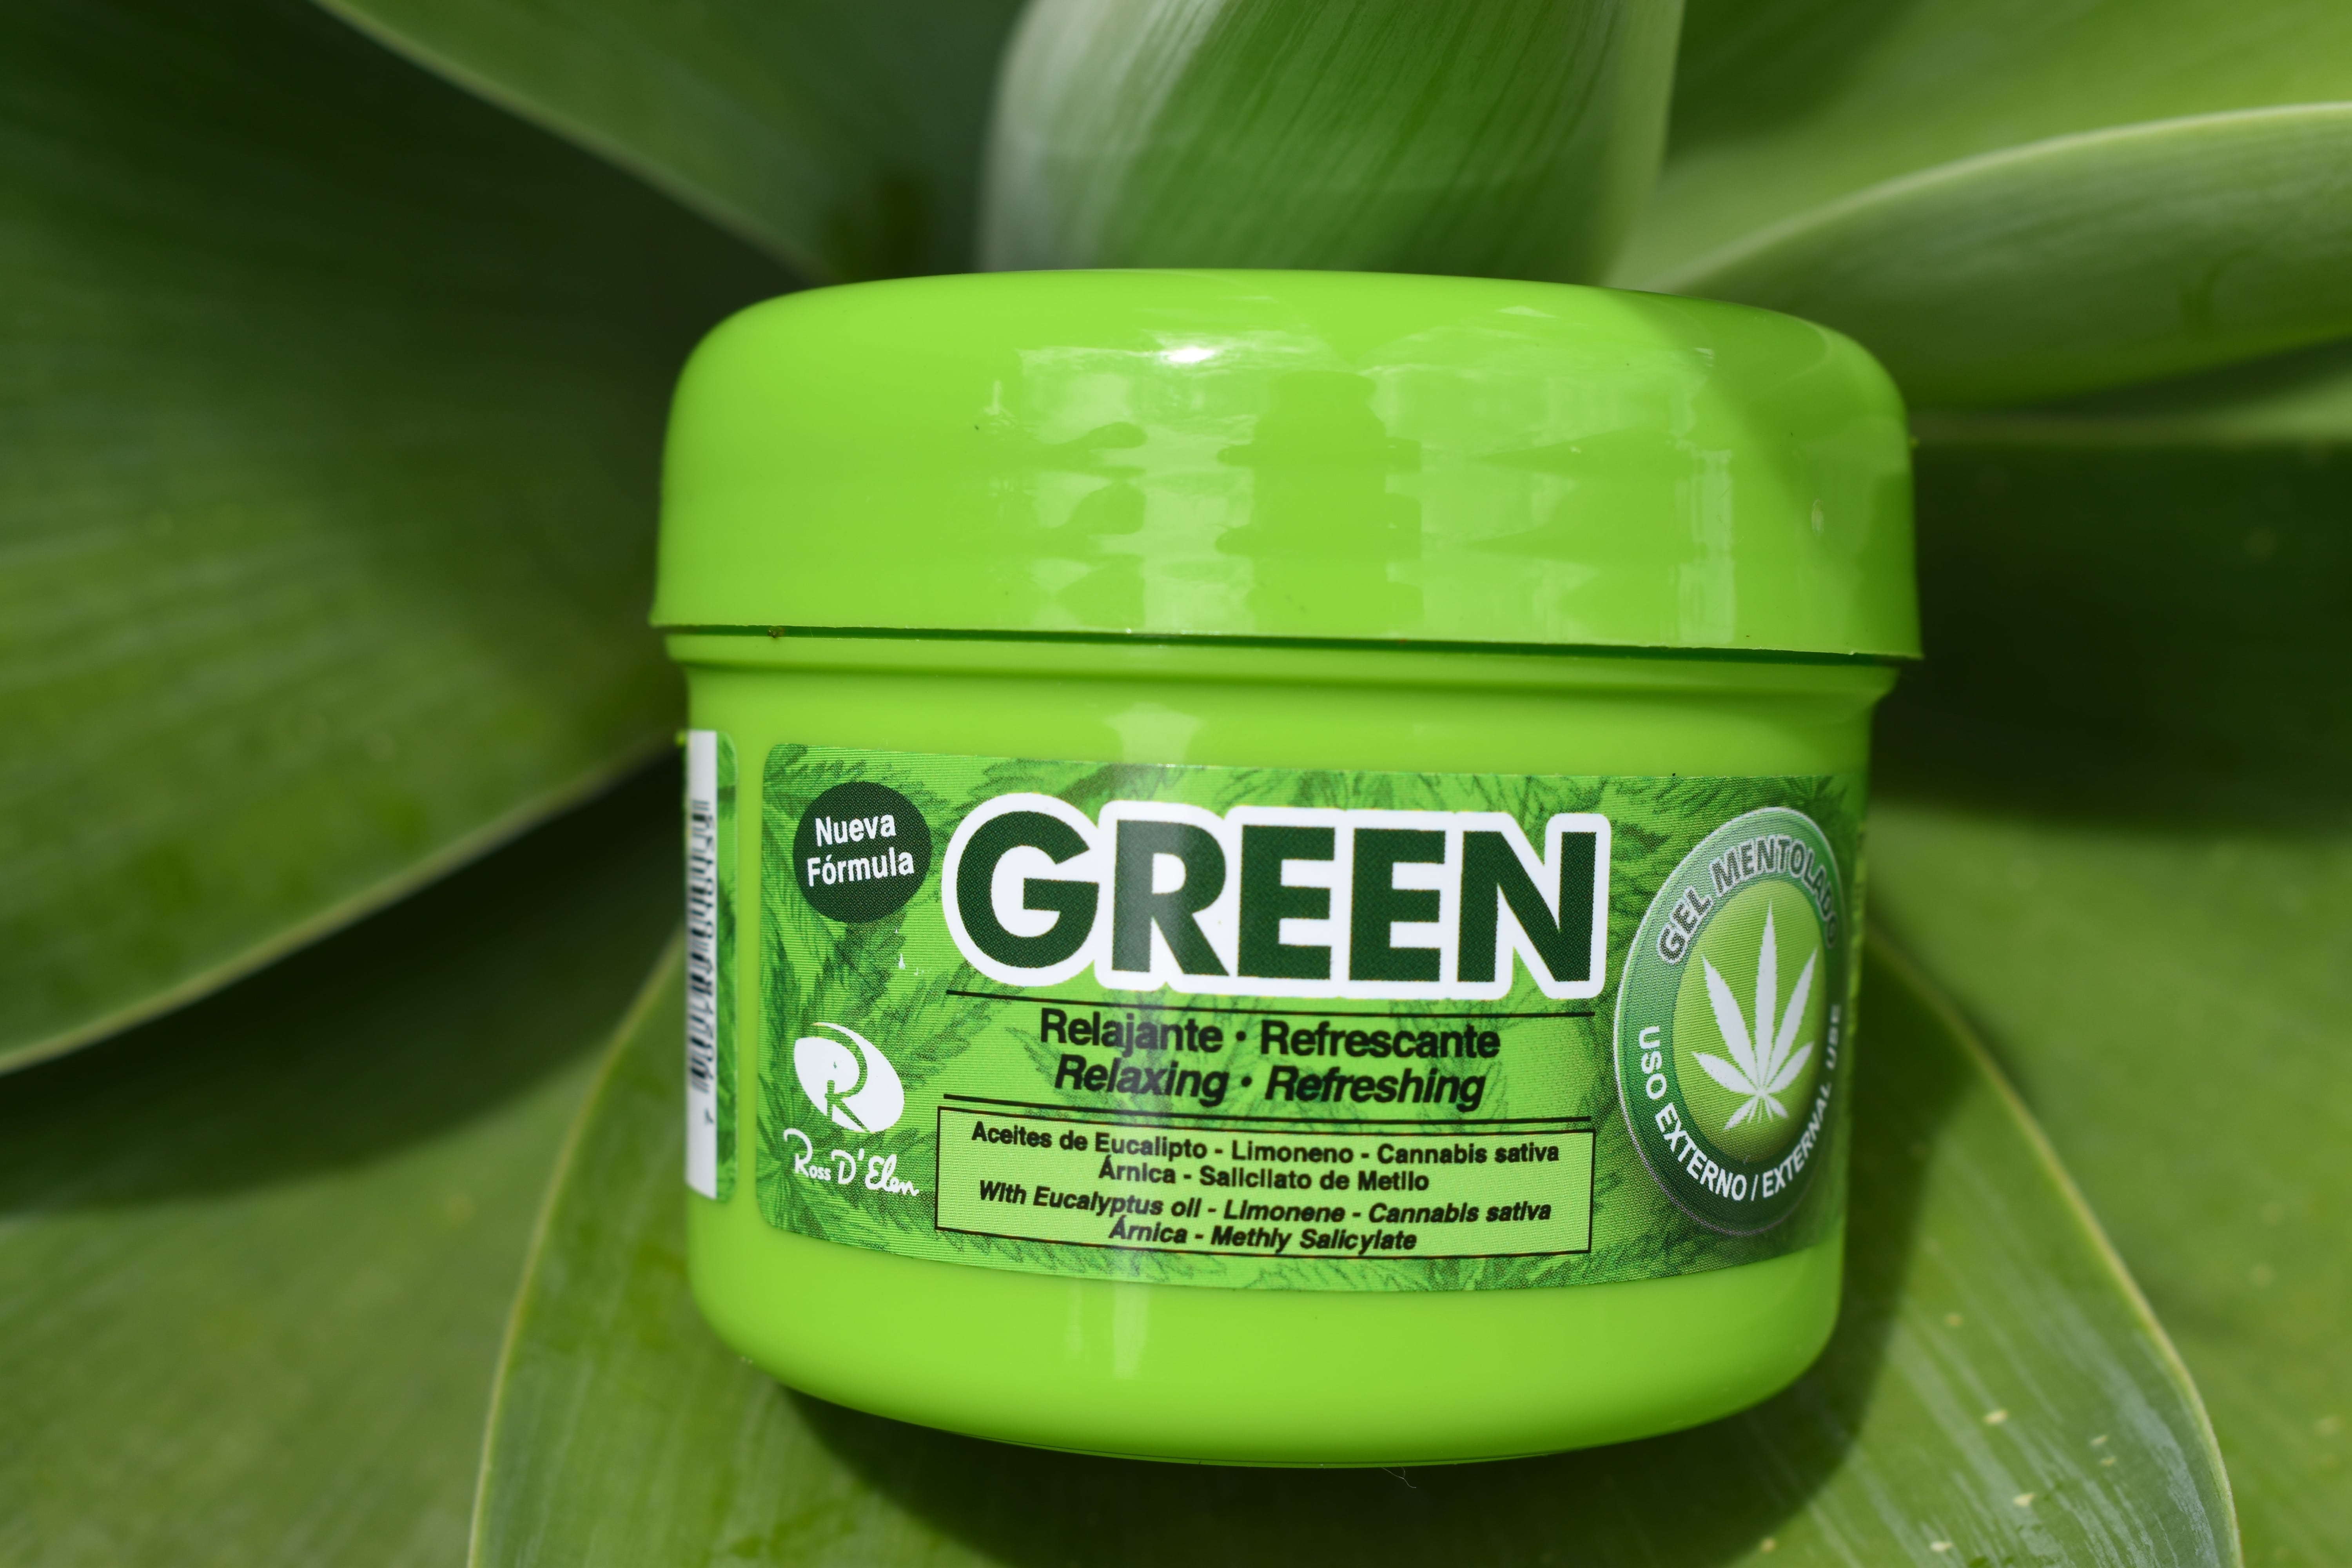 Nueva
Fórmula
GREEN
Relajante • Refrescante
Relaxing • Refreshing
Aceites de Eucalipto - Limoneno - Cannabis sativa
Árnica - Salicilato de Metilo
With Eucalyptus oil - Limonene - Cannabis sativa
Árnica - Methly Salicylate
Ross D'Elen
GEL MENTOLADO
USO EXTERNO / EXTERNAL USE